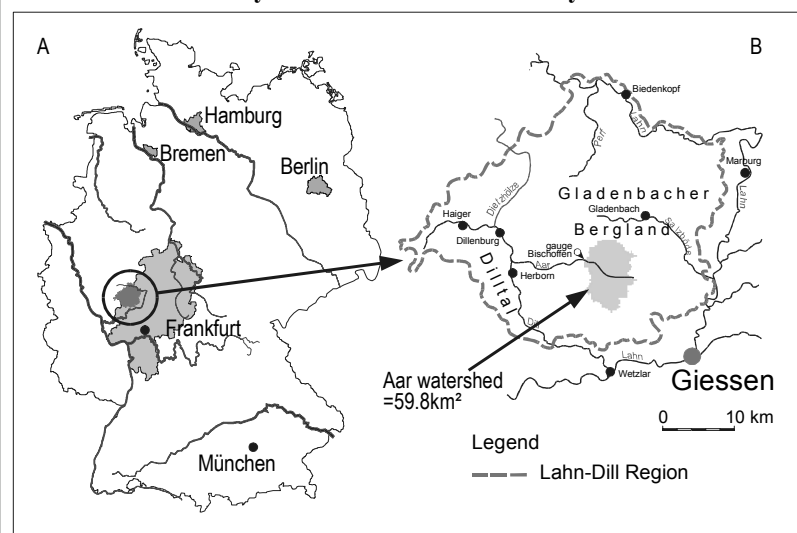 A
Hamburg
Bremen
Berlin
Frankfurt
München
B
Biedenkopf
Lahn
Perf
Marburg
Lahn
Dietzhölze
Gladenbacher
Gladenbach
Bergland
Salzböde
Haiger
Dillenburg
gauge
Bischoffen
Aar
Herborn
Dilltal
Dill
Lahn
Wetzlar
Giessen
Aar watershed
=59.8km²
0 10 km
Legend
Lahn-Dill Region